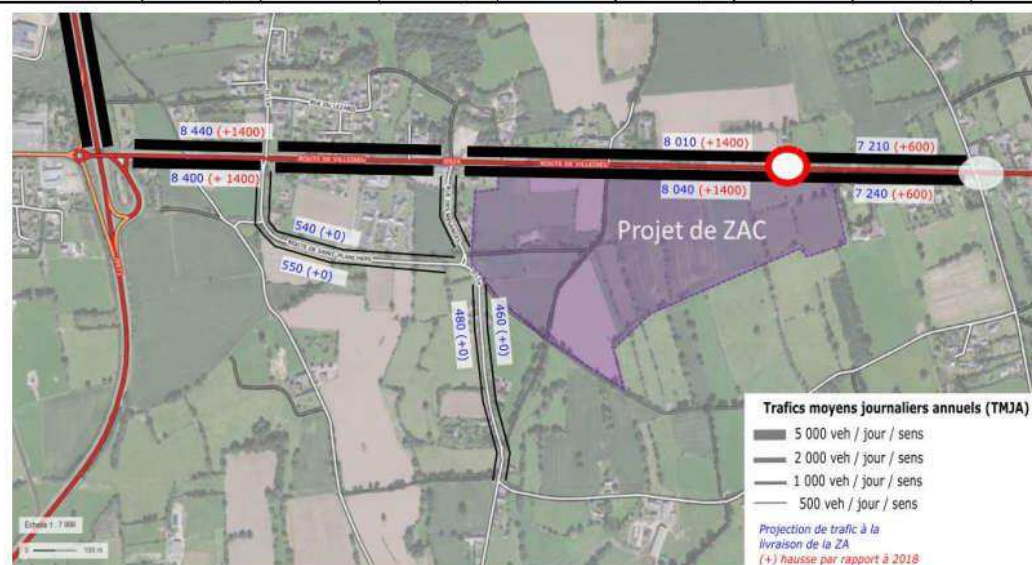 8 440 (+1400)
8 400 (+ 1400)
8 010 (+1400)
8 040 (+1400)
7 210 (+600)
7 240 (+600)
ROUTE DE VILLEDIEU
ROUTE DE VILLEDIEU
Projet de ZAC
540 (+0)
550 (+0)
480 (+0)
460 (+0)
Trafics moyens journaliers annuels (TMJA)
5 000 veh / jour / sens
2 000 veh / jour / sens
1 000 veh / jour / sens
500 veh / jour / sens
Projection de trafic à la
livraison de la ZA
(+) hausse par rapport à 2018